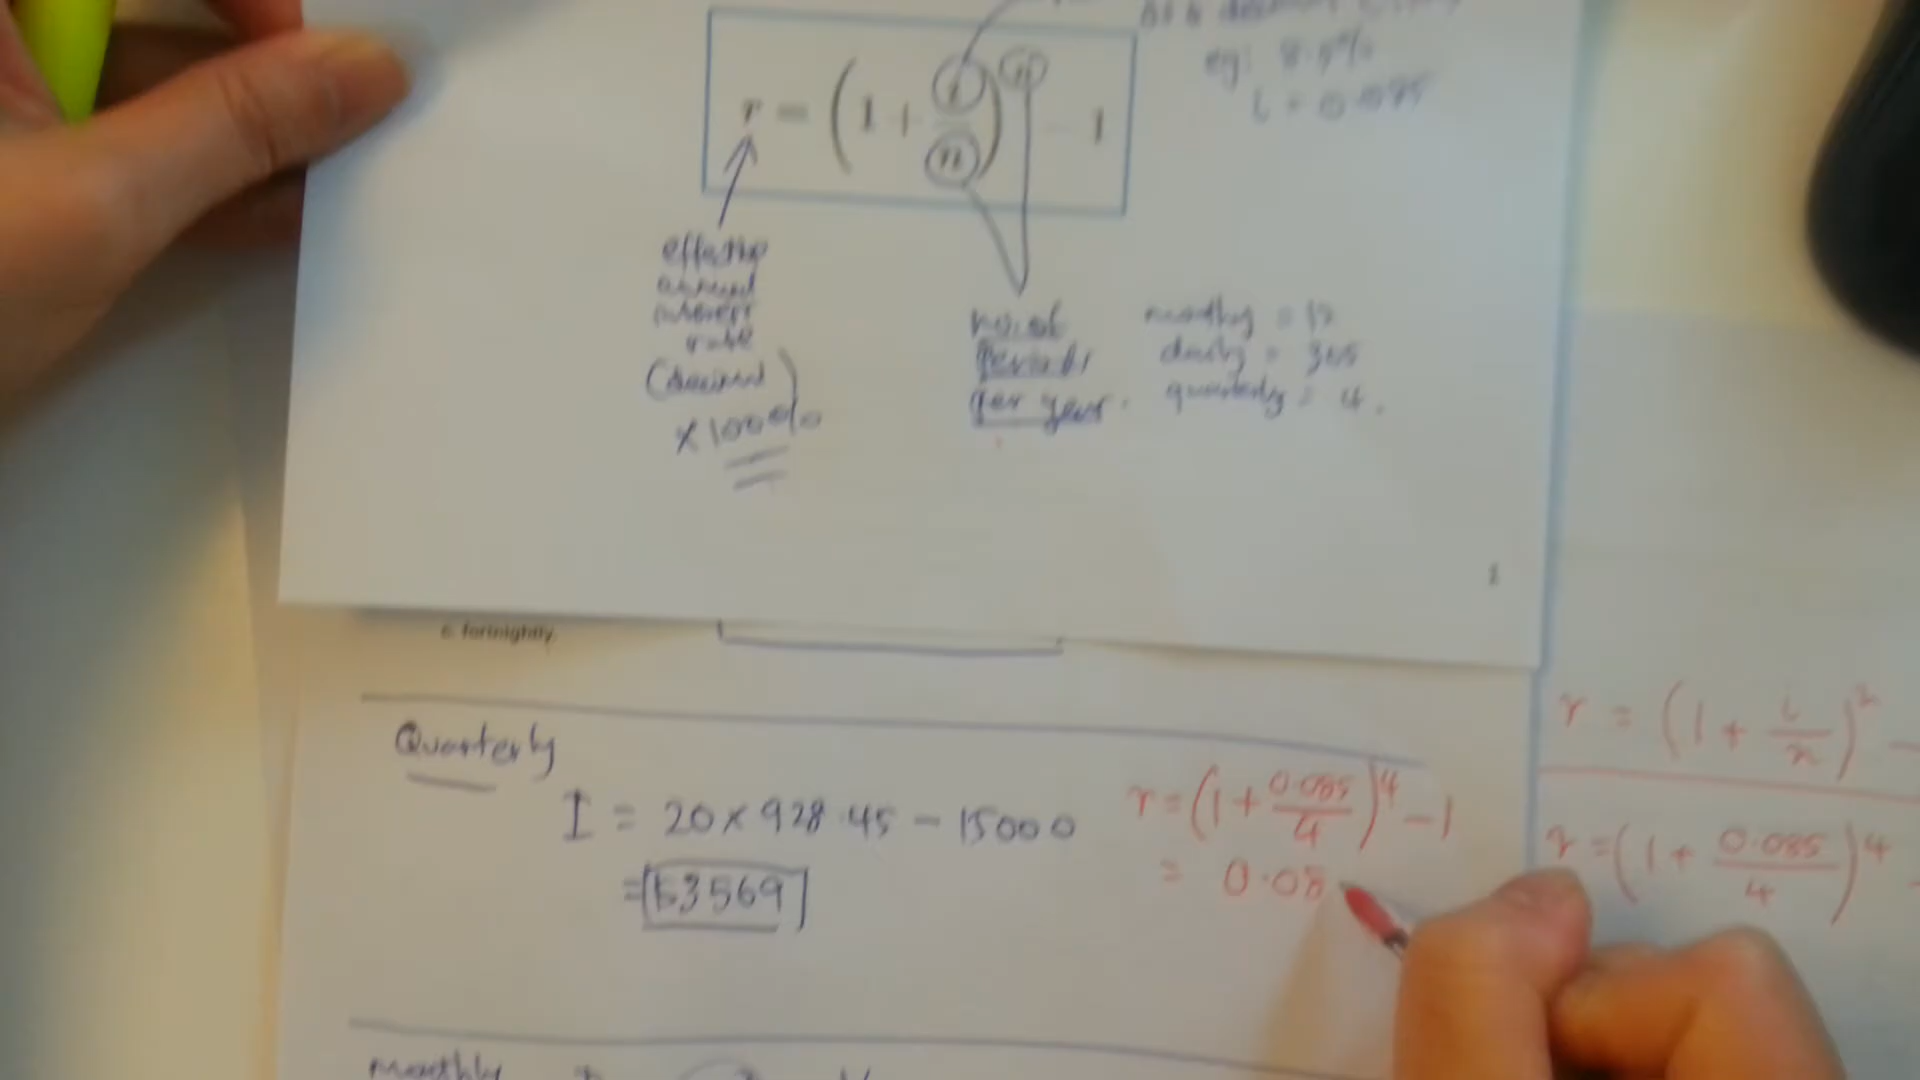 eg: 8.5%
i = 0.085
r = (1 + i/n)^n - 1
effective
annual
interest
rate
(decimal)
×100%
no. of
periods
per year.
monthly = 12
daily = 365
quarterly = 4.
1
c. fortnightly.
Quarterly
I = 20 × 928.45 - 15000
= $3569
r = (1 + 0.085/4)^4 - 1
= 0.08
r = (1 + i/n)^n -
r = (1 + 0.085/4)^4 -
Monthly